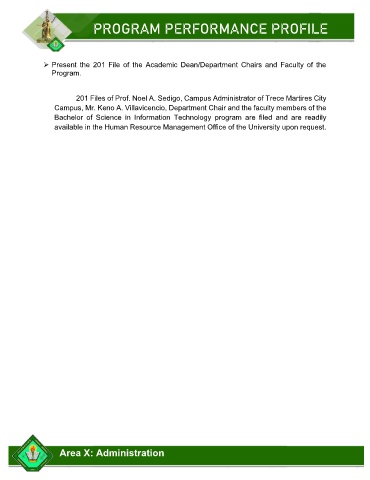 PROGRAM PERFORMANCE PROFILE
➢ Present the 201 File of the Academic Dean/Department Chairs and Faculty of the
Program.
201 Files of Prof. Noel A. Sedigo, Campus Administrator of Trece Martires City
Campus, Mr. Keno A. Villavicencio, Department Chair and the faculty members of the
Bachelor of Science in Information Technology program are filed and are readily
available in the Human Resource Management Office of the University upon request.
Area X: Administration